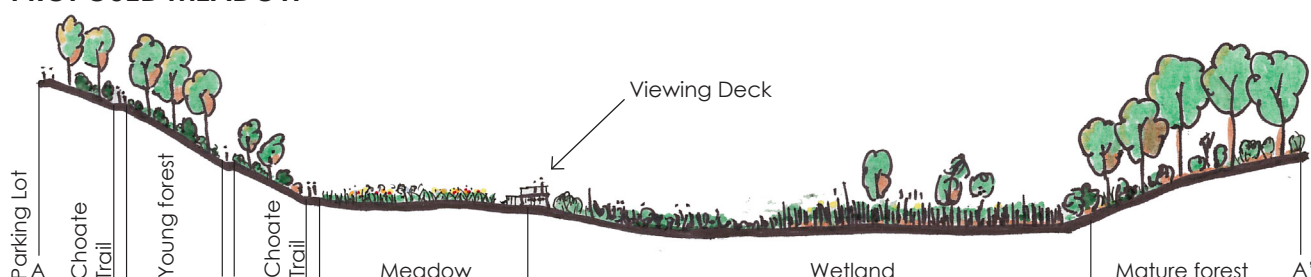 PROPOSED MEADOW
Viewing Deck
Parking Lot
A
Choate
Trail
Young forest
Choate
Trail
Meadow
Wetland
Mature forest
A'